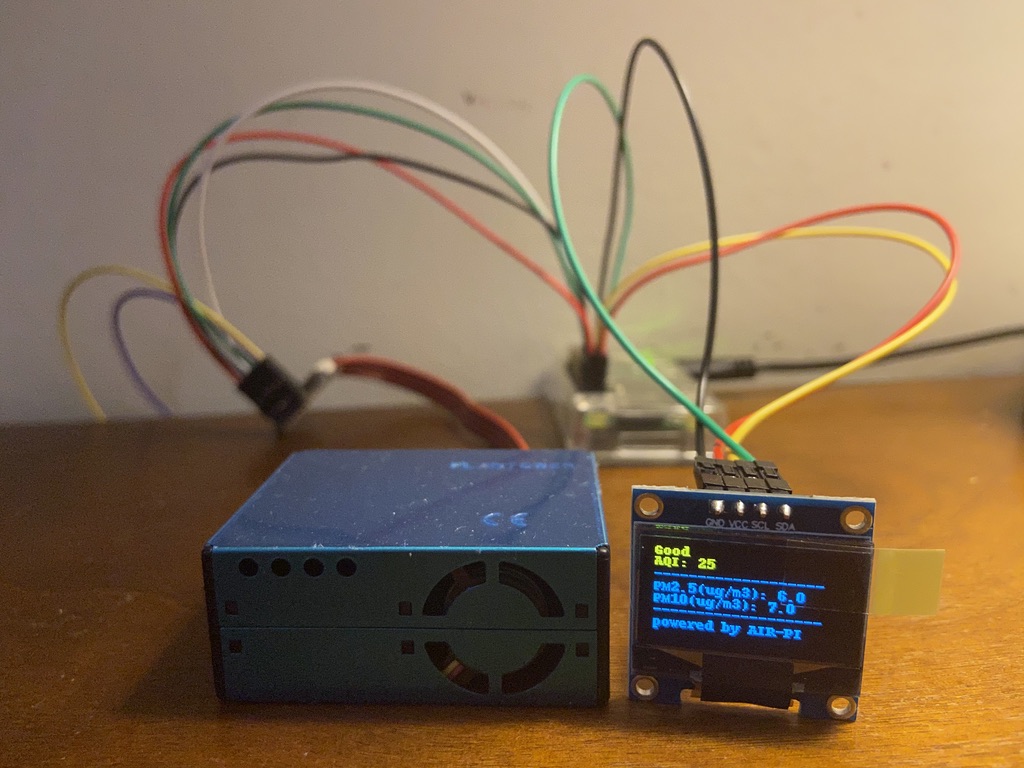 CE
GND VCC SCL SDA
Good
AQI: 25
PM2.5(ug/m3): 6.0
PM10(ug/m3): 7.0
powered by AIR-PI